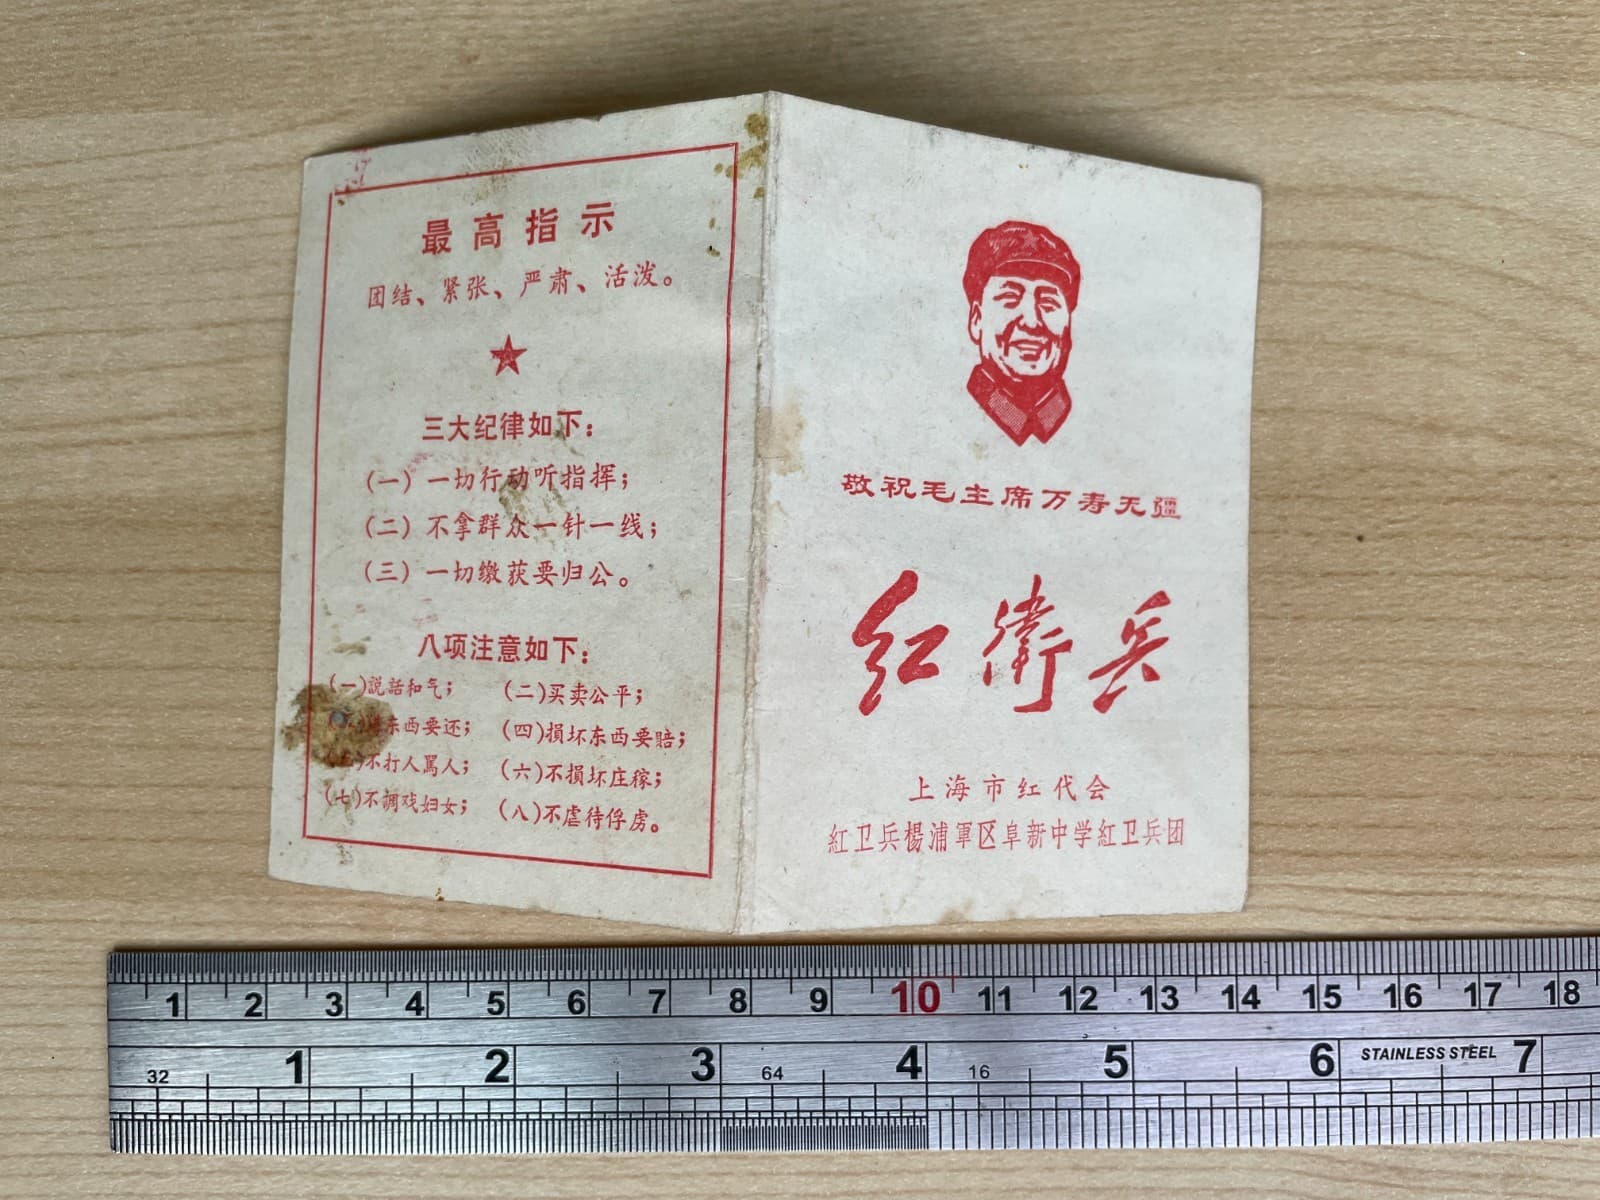 最高指示
团结、紧张、严肃、活泼。
三大纪律如下：
(一) 一切行动听指挥；
(二) 不拿群众一针一线；
(三) 一切缴获要归公。
八项注意如下：
(一)説話和气； (二)买卖公平；
东西要还； (四)損坏东西要賠；
不打人罵人； (六)不損坏庄稼；
(七)不調戏妇女； (八)不虐待俘虏。
敬祝毛主席万寿无疆
红衛兵
上海市红代会
紅卫兵楊浦軍区阜新中学紅卫兵团
1 2 3 4 5 6 7 8 9 10 11 12 13 14 15 16 17 18
1 2 3 4 5 6 STAINLESS STEEL 7
32 64 16